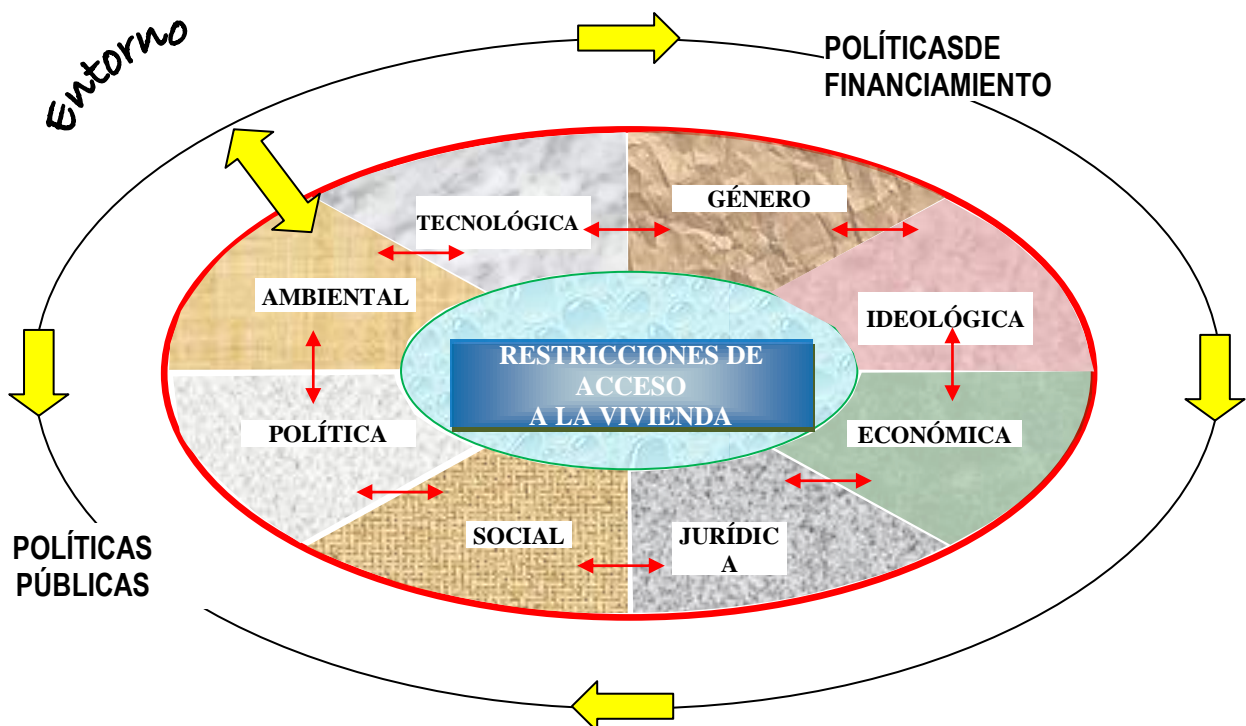 Entorno
POLÍTICASDE
FINANCIAMIENTO
GÉNERO
TECNOLÓGICA
AMBIENTAL
IDEOLÓGICA
RESTRICCIONES DE
ACCESO
A LA VIVIENDA
POLÍTICA
ECONÓMICA
SOCIAL
JURÍDIC
A
POLÍTICAS
PÚBLICAS